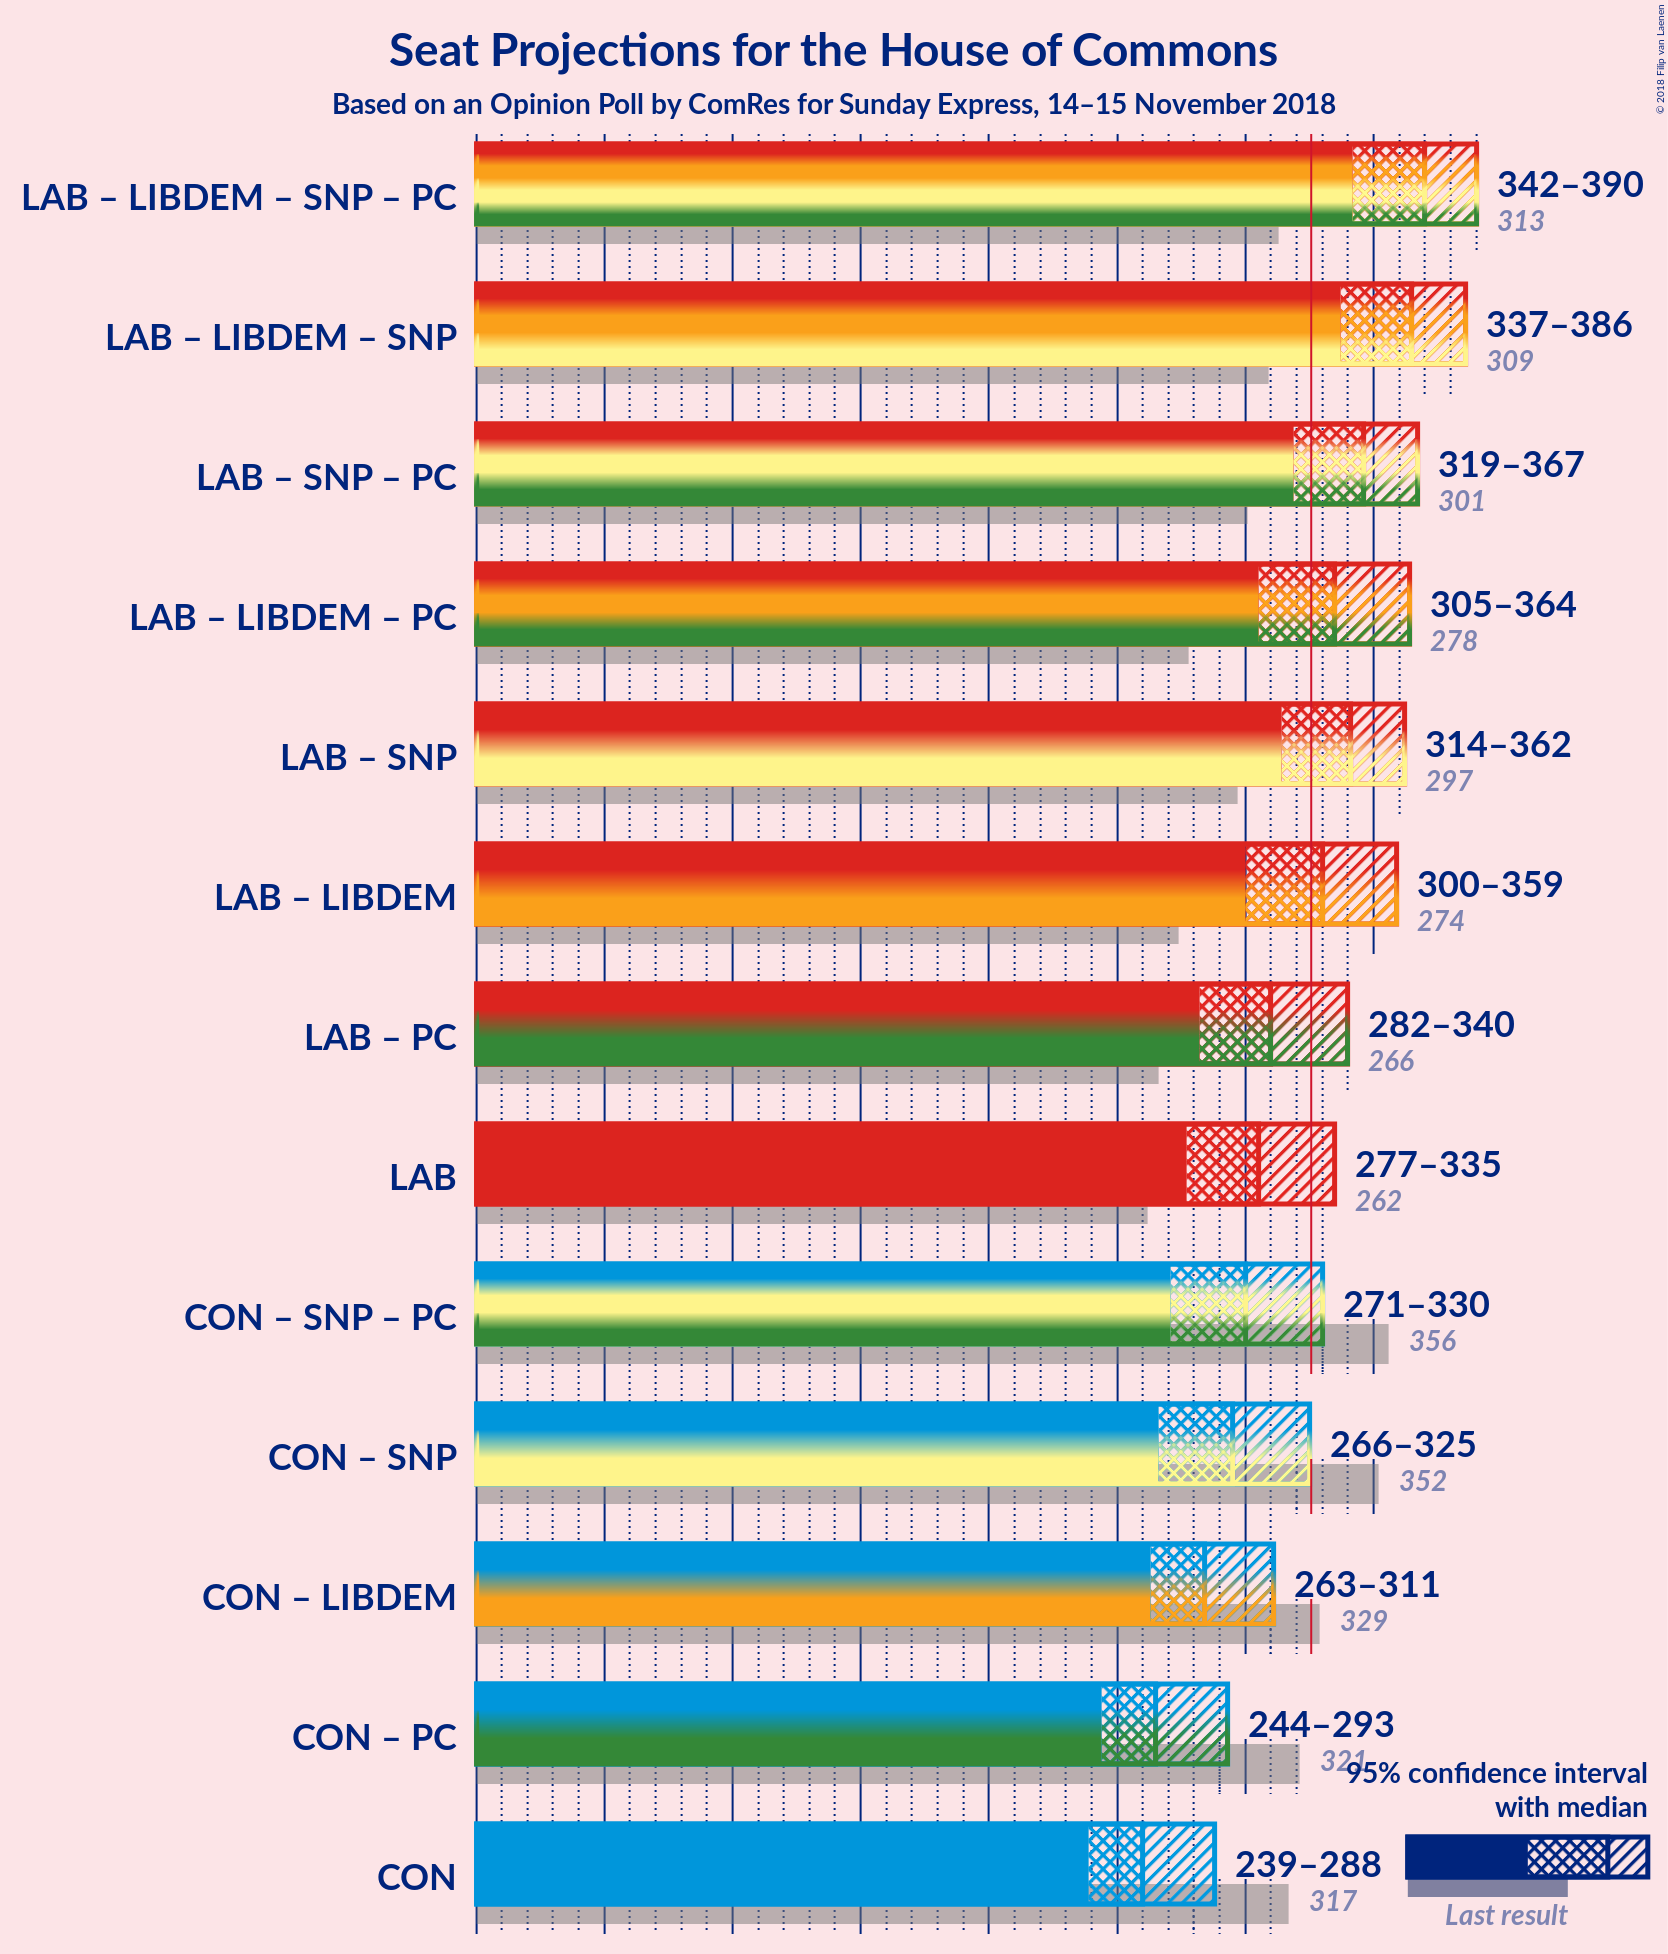 Seat Projections for the House of Commons
Based on an Opinion Poll by ComRes for Sunday Express, 14–15 November 2018
© 2018 Filip van Laenen
LAB – LIBDEM – SNP – PC
342–390
313
LAB – LIBDEM – SNP
337–386
309
LAB – SNP – PC
319–367
301
LAB – LIBDEM – PC
305–364
278
LAB – SNP
314–362
297
LAB – LIBDEM
300–359
274
LAB – PC
282–340
266
LAB
277–335
262
CON – SNP – PC
271–330
356
CON – SNP
266–325
352
CON – LIBDEM
263–311
329
CON – PC
244–293
321
CON
239–288
317
95% confidence interval
with median
Last result